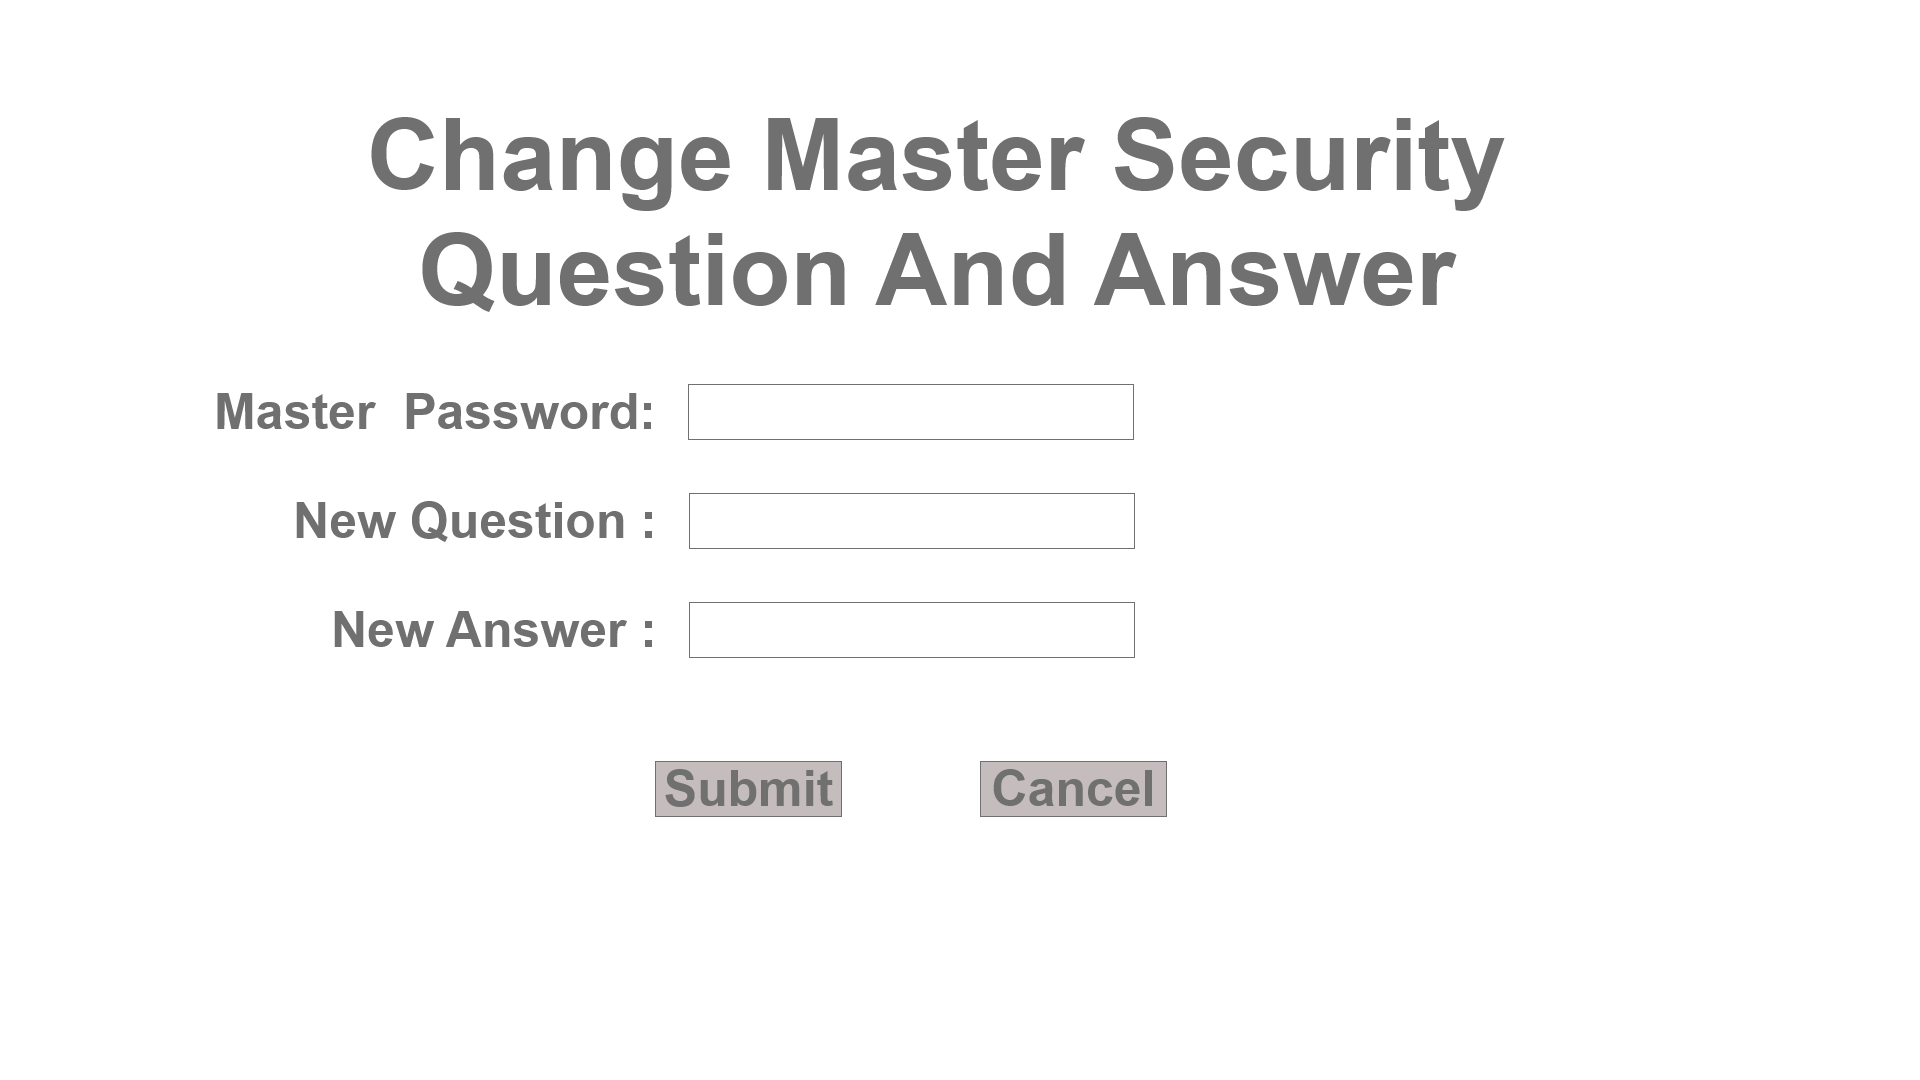 Change Master Security
Question And Answer
Master  Password:
New Question :
New Answer :
Submit
Cancel